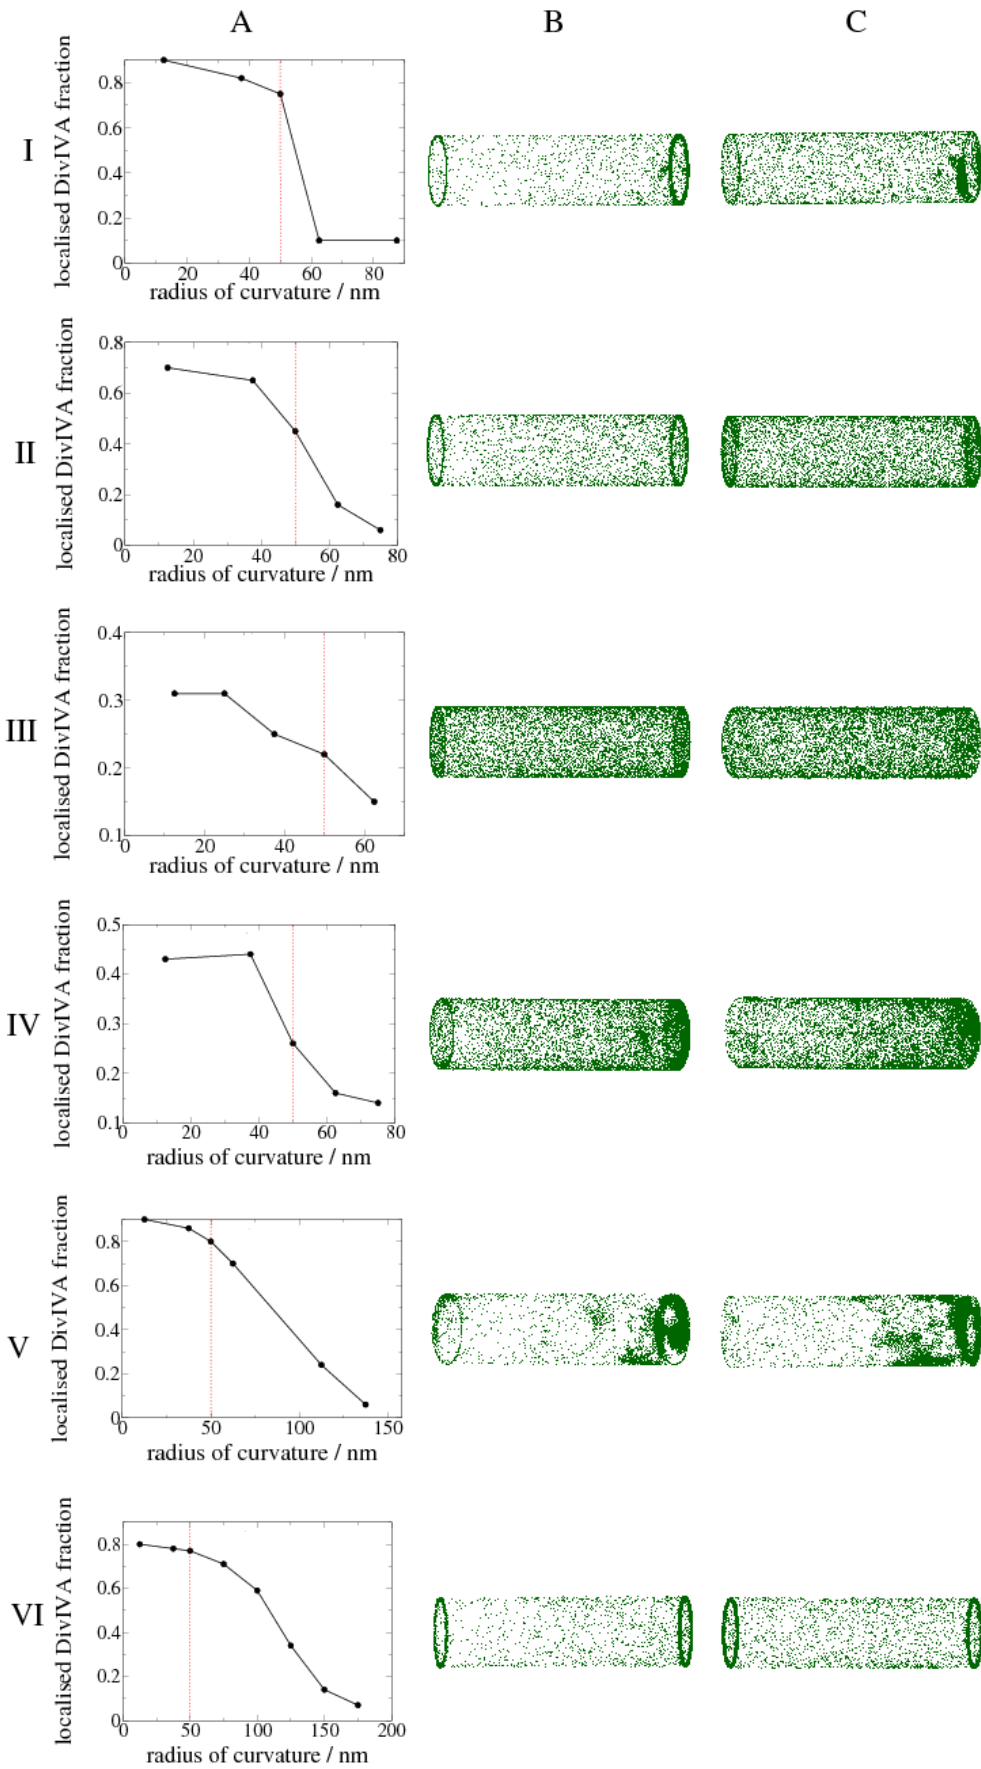 A B C
I
localised DivIVA fraction
0.8
0.6
0.4
0.2
0
0 20 40 60 80
radius of curvature / nm
II
localised DivIVA fraction
0.8
0.6
0.4
0.2
0
0 20 40 60 80
radius of curvature / nm
III
localised DivIVA fraction
0.4
0.3
0.2
0.1
0 20 40 60
radius of curvature / nm
IV
localised DivIVA fraction
0.5
0.4
0.3
0.2
0.1
0 20 40 60 80
radius of curvature / nm
V
localised DivIVA fraction
0.8
0.6
0.4
0.2
0
0 50 100 150
radius of curvature / nm
VI
localised DivIVA fraction
0.8
0.6
0.4
0.2
0
0 50 100 150 200
radius of curvature / nm